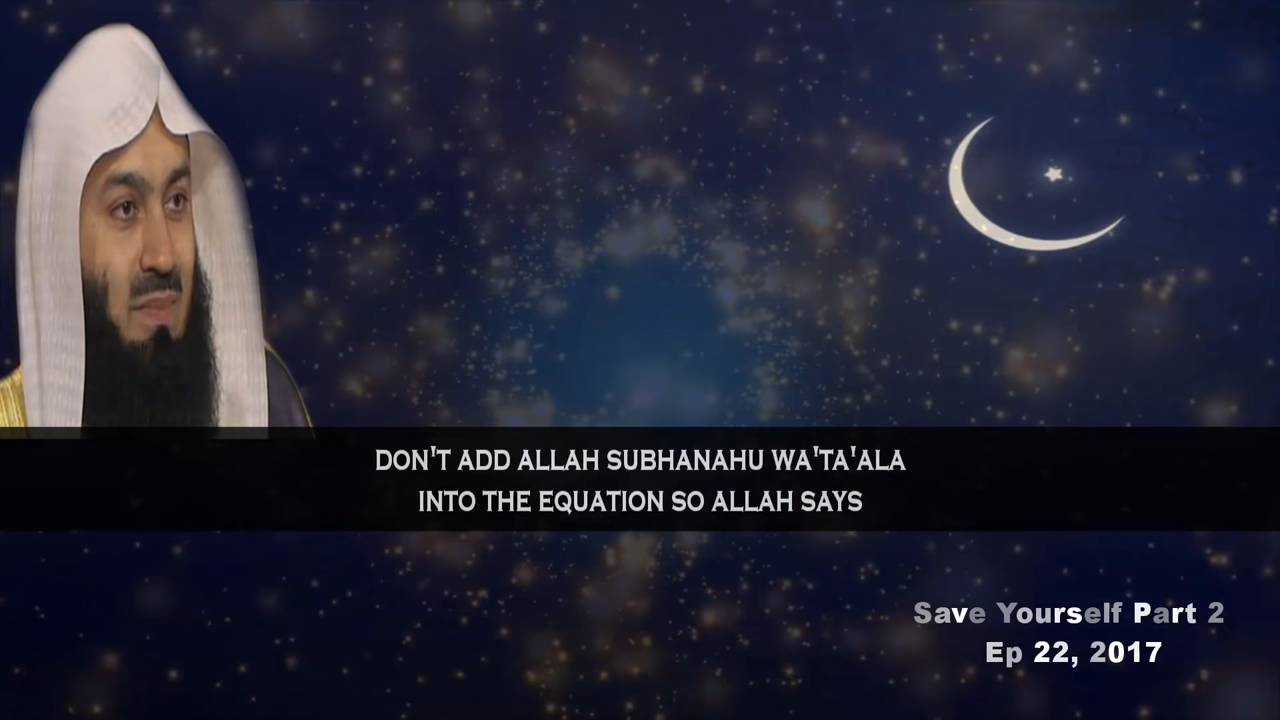 DON'T ADD ALLAH SUBHANAHU WA'TA'ALA
INTO THE EQUATION SO ALLAH SAYS
Save Yourself Part 2
Ep 22, 2017